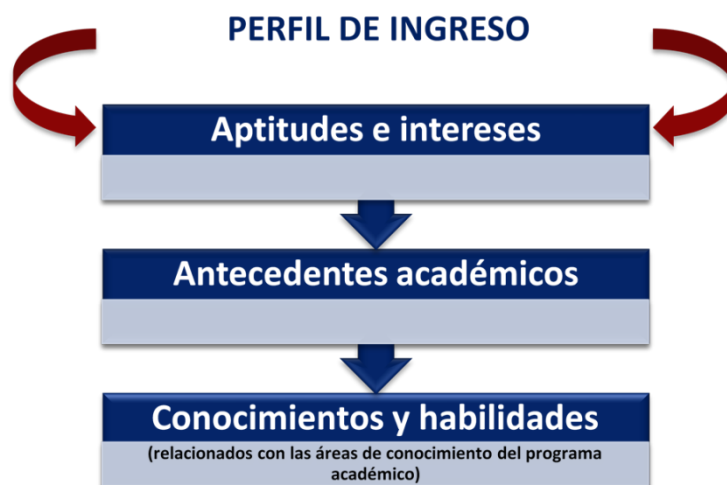 PERFIL DE INGRESO
Aptitudes e intereses
Antecedentes académicos
Conocimientos y habilidades
(relacionados con las áreas de conocimiento del programa
académico)